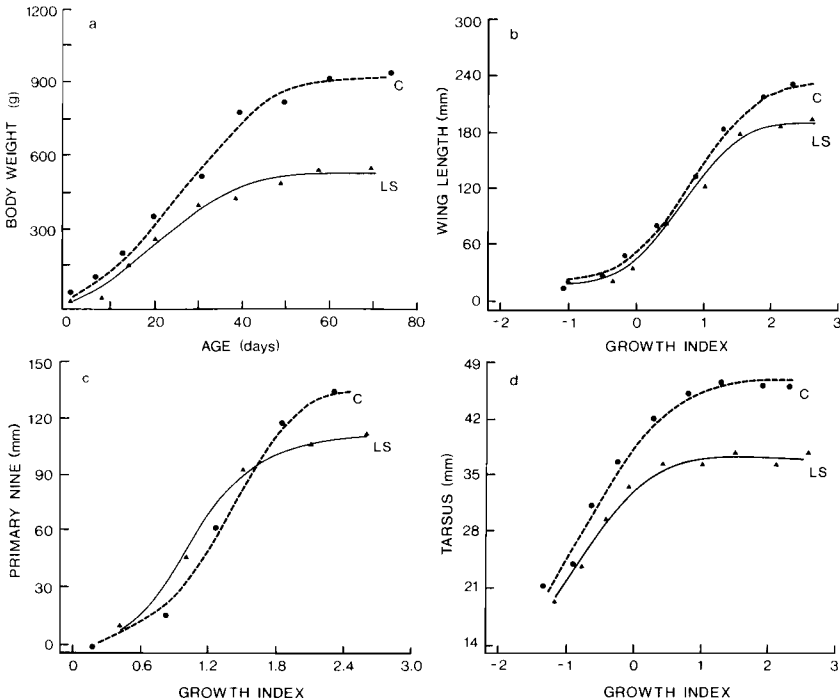 a
BODY WEIGHT (g)
1200
900
600
300
0 20 40 60 80
AGE (days)
C
LS
b
WING LENGTH (mm)
300
240
180
120
60
0
-2 -1 0 1 2 3
GROWTH INDEX
C
LS
c
PRIMARY NINE (mm)
150
120
90
60
30
0
0 0.6 1.2 1.8 2.4 3.0
GROWTH INDEX
C
LS
d
TARSUS (mm)
49
42
35
28
21
14
-2 -1 0 1 2 3
GROWTH INDEX
C
LS